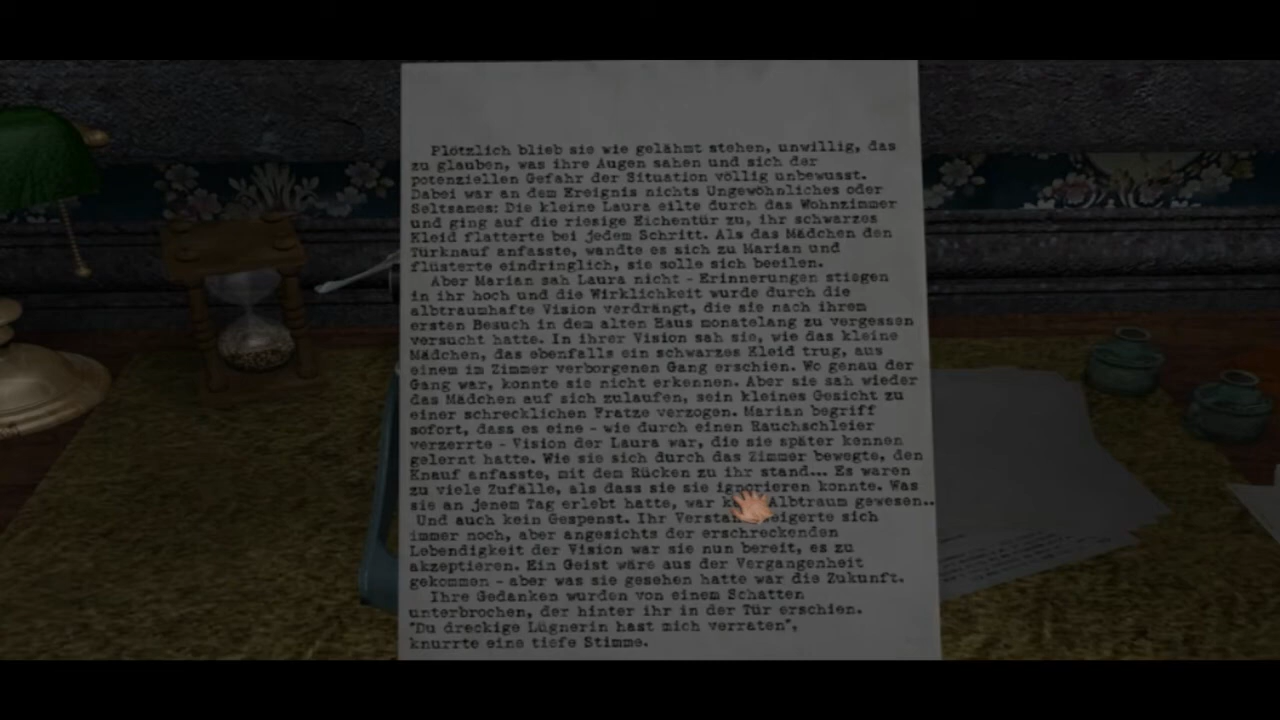 Plötzlich blieb sie wie gelähmt stehen, unwillig, das
zu glauben, was ihre Augen sahen und sich der
potenziellen Gefahr der Situation völlig unbewusst.
Dabei war an dem Ereignis nichts Ungewöhnliches oder
Seltsames: Die kleine Laura eilte durch das Wohnzimmer
und ging auf die riesige Eichentür zu, ihr schwarzes
Kleid flatterte bei jedem Schritt. Als das Mädchen den
Türknauf anfasste, wandte es sich zu Marian und
flüsterte eindringlich, sie solle sich beeilen.
Aber Marian sah Laura nicht - Erinnerungen stiegen
in ihr hoch und die Wirklichkeit wurde durch die
albtraumhafte Vision verdrängt, die sie nach ihrem
ersten Besuch in dem alten Haus monatelang zu vergessen
versucht hatte. In ihrer Vision sah sie, wie das kleine
Mädchen, das ebenfalls ein schwarzes Kleid trug, aus
einem im Zimmer verborgenen Gang erschien. Wo genau der
Gang war, konnte sie nicht erkennen. Aber sie sah wieder
das Mädchen auf sich zulaufen, sein kleines Gesicht zu
einer schrecklichen Fratze verzogen. Marian begriff
sofort, dass es eine - wie durch einen Rauchschleier
verzerrte - Vision der Laura war, die sie später kennen
gelernt hatte. Wie sie sich durch das Zimmer bewegte, den
Knauf anfasste, mit dem Rücken zu ihr stand... Es waren
zu viele Zufälle, als dass sie sie ignorieren konnte. Was
sie an jenem Tag erlebt hatte, war Albtraum gewesen..
Und auch kein Gespenst. Ihr sich
immer noch, aber angesichts der erschreckenden
Lebendigkeit der Vision war sie nun bereit, es zu
akzeptieren. Ein Geist wäre aus der Vergangenheit
gekommen - aber was sie gesehen hatte war die Zukunft.
Ihre Gedanken wurden von einem Schatten
unterbrochen, der hinter ihr in der Tür erschien.
"Du dreckige Lügnerin hast mich verraten",
knurrte eine tiefe Stimme.